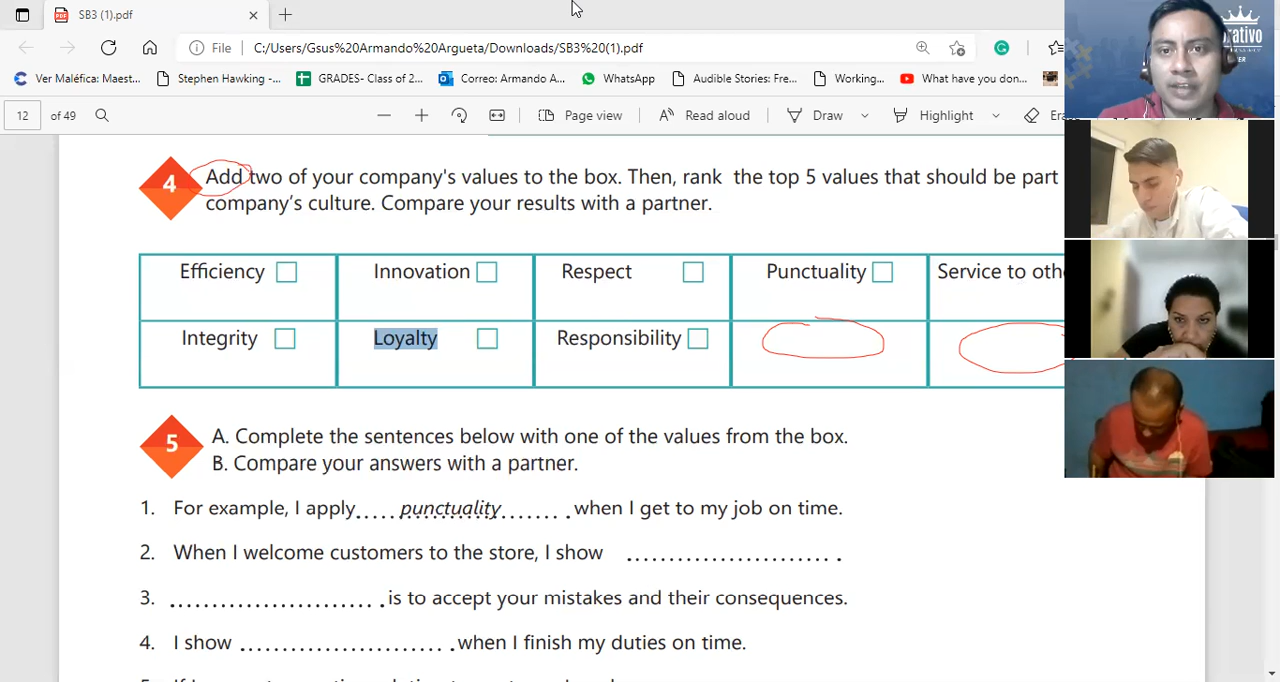 SB3 (1).pdf
File C:/Users/Gsus%20Armando%20Argueta/Downloads/SB3%20(1).pdf
Ver Maléfica: Maest... Stephen Hawking -... GRADES- Class of 2... Correo: Armando A... WhatsApp Audible Stories: Fre... Working... What have you don...
12 of 49 Page view Read aloud Draw Highlight
4 Add two of your company's values to the box. Then, rank the top 5 values that should be part
company's culture. Compare your results with a partner.
Efficiency Innovation Respect Punctuality Service to
Integrity Loyalty Responsibility
5 A. Complete the sentences below with one of the values from the box.
B. Compare your answers with a partner.
1. For example, I apply.....punctuality.......when I get to my job on time.
2. When I welcome customers to the store, I show ........................
3. ........................is to accept your mistakes and their consequences.
4. I show ........................when I finish my duties on time.